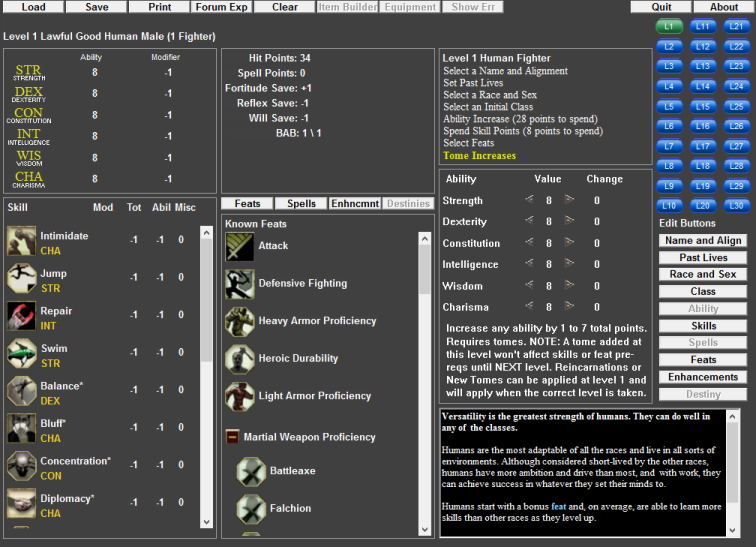 Load Save Print Forum Exp Clear Item Builder Equipment Show Err Quit About
Level 1 Lawful Good Human Male (1 Fighter)
Ability Modifier
STR 8 -1
STRENGTH
DEX 8 -1
DEXTERITY
CON 8 -1
CONSTITUTION
INT 8 -1
INTELLIGENCE
WIS 8 -1
WISDOM
CHA 8 -1
CHARISMA
Hit Points: 34
Spell Points: 0
Fortitude Save: +1
Reflex Save: -1
Will Save: -1
BAB: 1 \ 1
Level 1 Human Fighter
Select a Name and Alignment
Set Past Lives
Select a Race and Sex
Select an Initial Class
Ability Increase (28 points to spend)
Spend Skill Points (8 points to spend)
Select Feats
Tome Increases
L1 L11 L21
L2 L12 L22
L3 L13 L23
L4 L14 L24
L5 L15 L25
L6 L16 L26
L7 L17 L27
L8 L18 L28
L9 L19 L29
L10 L20 L30
Skill Mod Tot Abil Misc
Intimidate -1 -1 0
CHA
Jump -1 -1 0
STR
Repair -1 -1 0
INT
Swim -1 -1 0
STR
Balance* -1 -1 0
DEX
Bluff* -1 -1 0
CHA
Concentration* -1 -1 0
CON
Diplomacy* -1 -1 0
CHA
Feats Spells Enhncmnt Destinies
Known Feats
Attack
Defensive Fighting
Heavy Armor Proficiency
Heroic Durability
Light Armor Proficiency
Martial Weapon Proficiency
Battleaxe
Falchion
Ability Value Change
Strength 8 0
Dexterity 8 0
Constitution 8 0
Intelligence 8 0
Wisdom 8 0
Charisma 8 0
Increase any ability by 1 to 7 total points.
Requires tomes. NOTE: A tome added at
this level won't affect skills or feat pre-
reqs until NEXT level. Reincarnations or
New Tomes can be applied at level 1 and
will apply when the correct level is taken.
Edit Buttons
Name and Align
Past Lives
Race and Sex
Class
Ability
Skills
Spells
Feats
Enhancements
Destiny
Versatility is the greatest strength of humans. They can do well in
any of the classes.
Humans are the most adaptable of all the races and live in all sorts of
environments. Although considered short-lived by the other races,
humans have more ambition and drive than most, and with work, they
can achieve success in whatever they set their minds to.
Humans start with a bonus feat and, on average, are able to learn more
skills than other races as they level up.